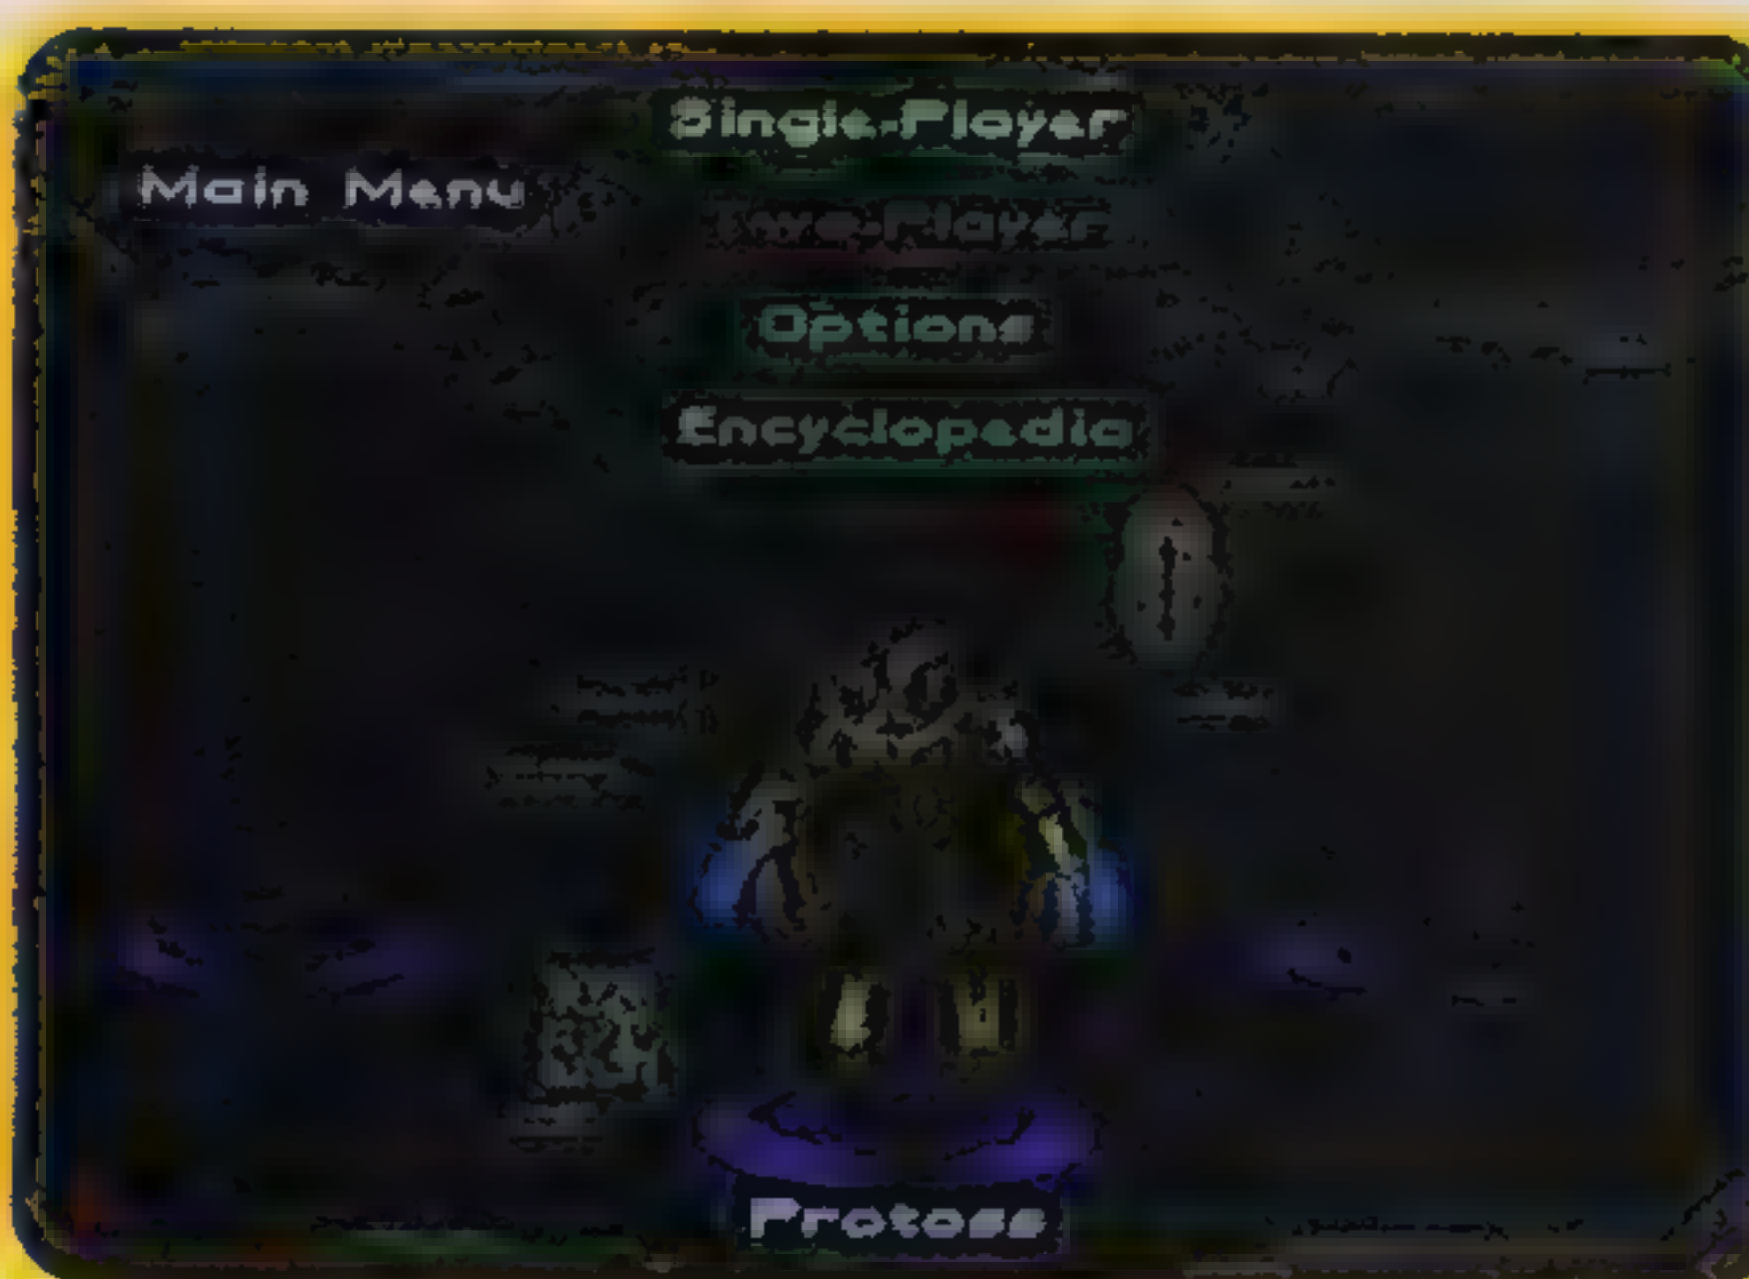 Single-Player
Main Menu
Two-Player
Options
Encyclopedia
Protoss